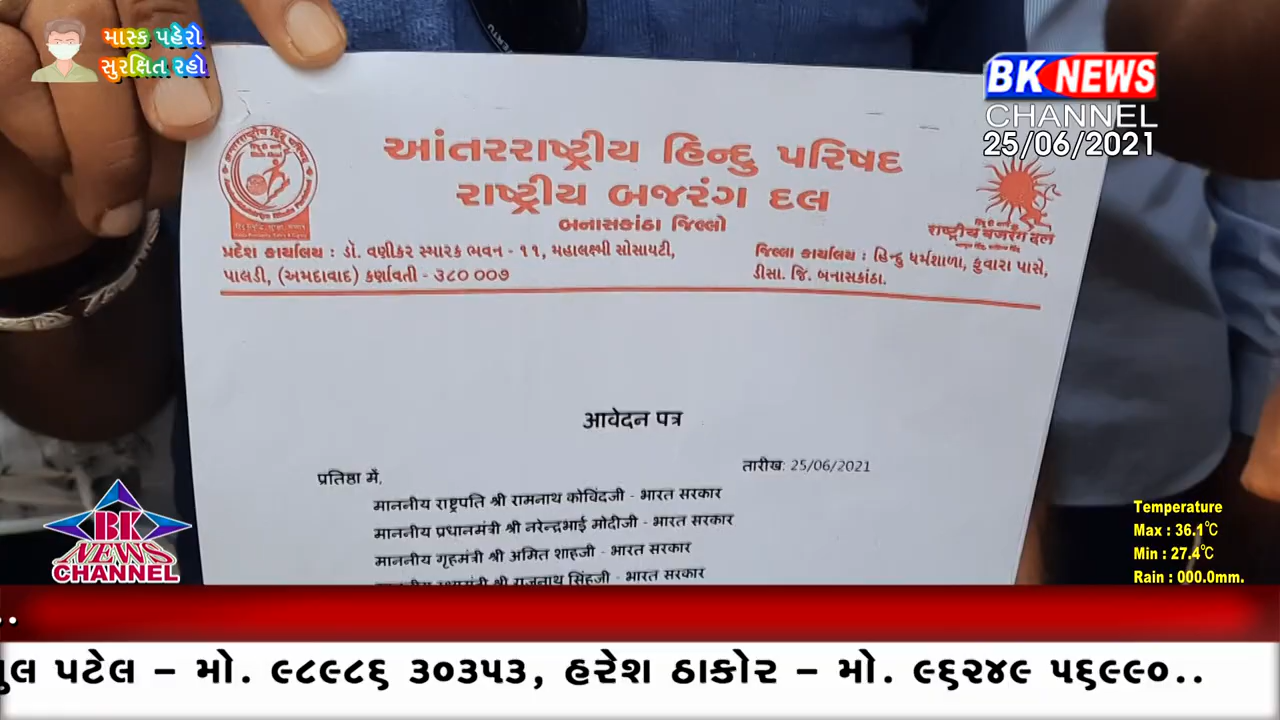 માસ્ક પહેરો
સુરક્ષિત રહો
BK NEWS
CHANNEL
25/06/2021
આંતરરાષ્ટ્રીય હિન્દુ પરિષદ
રાષ્ટ્રીય બજરંગ દલ
બનાસકાંઠા જિલ્લો
પ્રદેશ કાર્યાલય : ડૉ. વણીકર સ્મારક ભવન - ૧૧, મહાલક્ષ્મી સોસાયટી,
પાલડી, (અમદાવાદ) કર્ણાવતી - ૩૮૦ ૦૦૭
राष्ट्रीय बजरंग दल
જિલ્લા કાર્યાલય : હિન્દુ ધર્મશાળા, ફુવારા પાસે,
ડીસા. જિ. બનાસકાંઠા.
आवेदन पत्र
तारीख: 25/06/2021
प्रतिष्ठा में,
माननीय राष्ट्रपति श्री रामनाथ कोविंदजी - भारत सरकार
माननीय प्रधानमंत्री श्री नरेन्द्रभाई मोदीजी - भारत सरकार
माननीय गृहमंत्री श्री अमित शाहजी - भारत सरकार
श्री राजनाथ सिंहजी - भारत सरकार
BK
NEWS
CHANNEL
Temperature
Max : 36.1℃
Min : 27.4℃
Rain : 000.0mm.
..
પટેલ – મો. ૯૮૯૮૬ ૩૦૩૫૩, હરેશ ઠાકોર – મો. ૯૬૨૪૯ ૫૬૯૯૦..